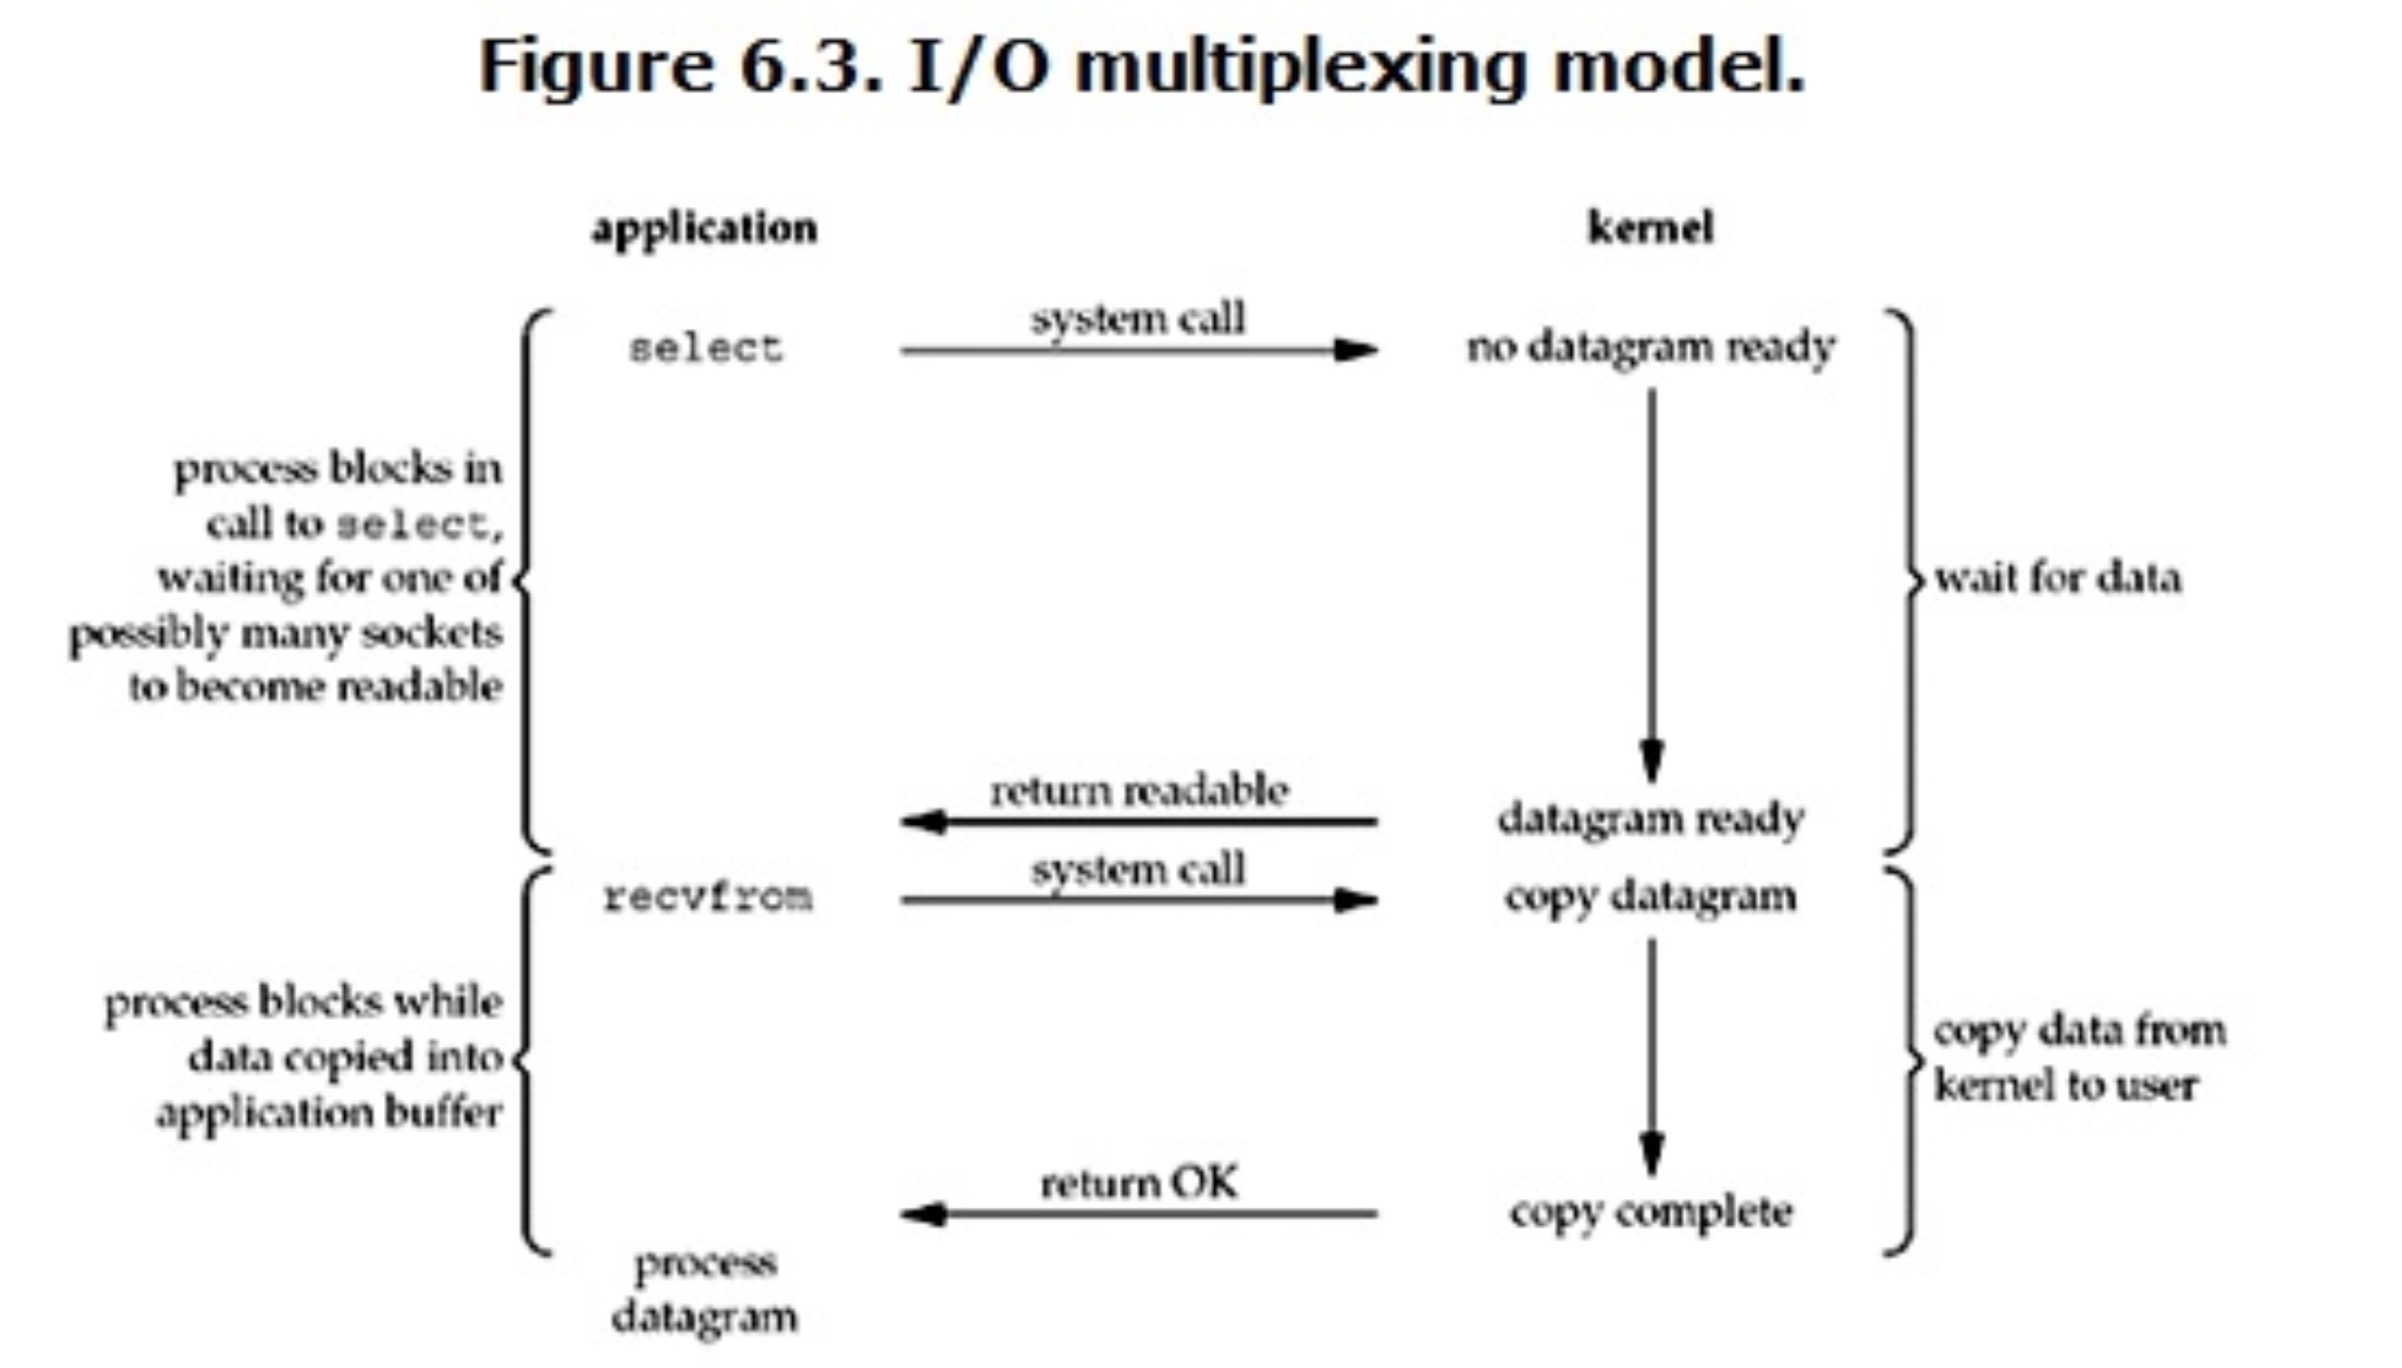 Figure 6.3. I/O multiplexing model.
application
kernel
select
system call
no datagram ready
process blocks in
call to select,
waiting for one of
possibly many sockets
to become readable
wait for data
return readable
datagram ready
recvfrom
system call
copy datagram
process blocks while
data copied into
application buffer
copy data from
kernel to user
return OK
copy complete
process
datagram